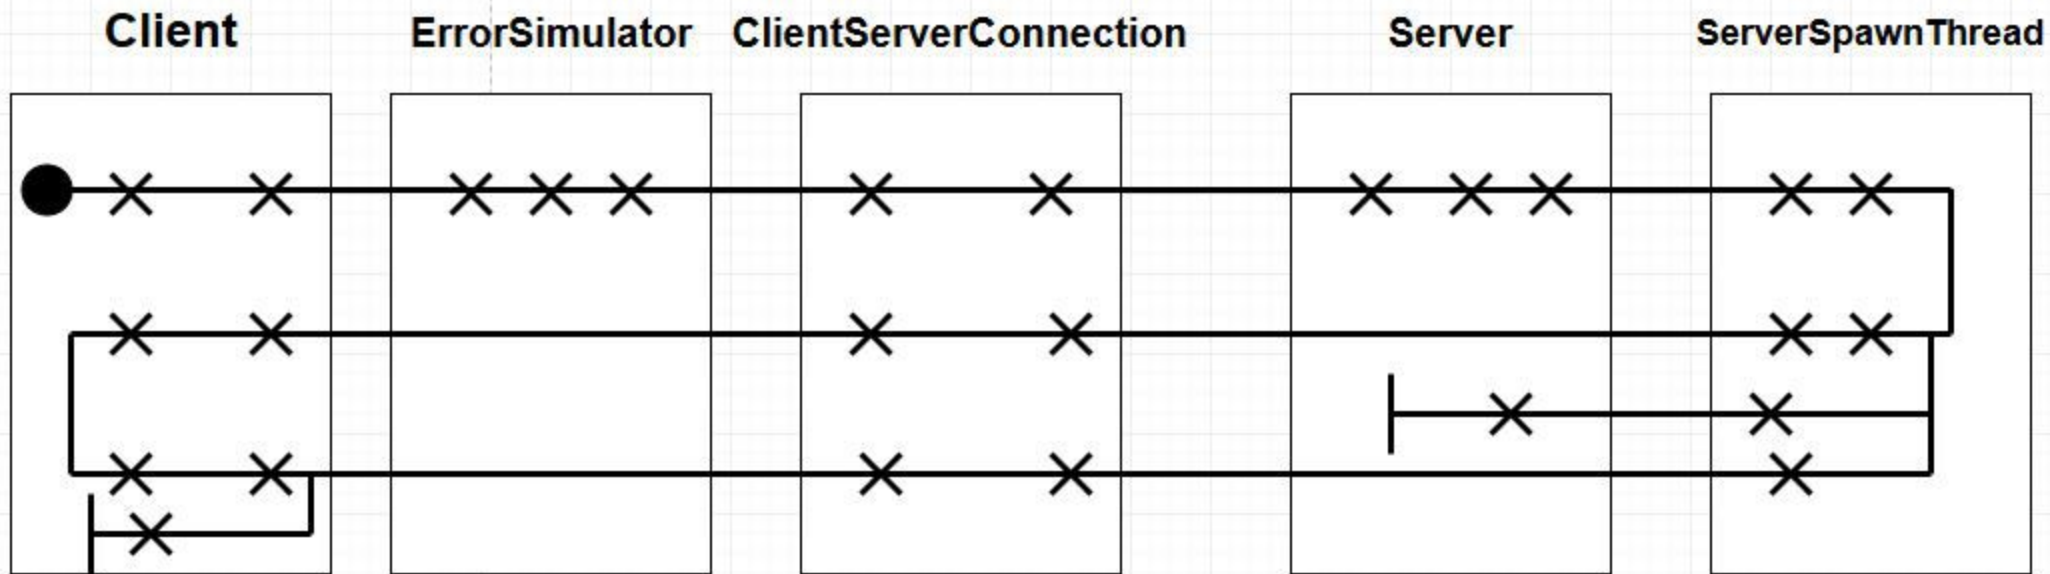 Client
ErrorSimulator
ClientServerConnection
Server
ServerSpawnThread